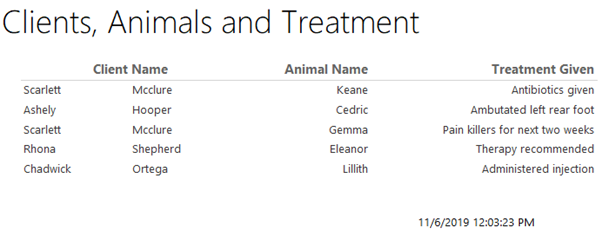 Clients, Animals and Treatment
Client Name Animal Name Treatment Given
Scarlett Mcclure Keane Antibiotics given
Ashely Hooper Cedric Ambutated left rear foot
Scarlett Mcclure Gemma Pain killers for next two weeks
Rhona Shepherd Eleanor Therapy recommended
Chadwick Ortega Lillith Administered injection
11/6/2019 12:03:23 PM